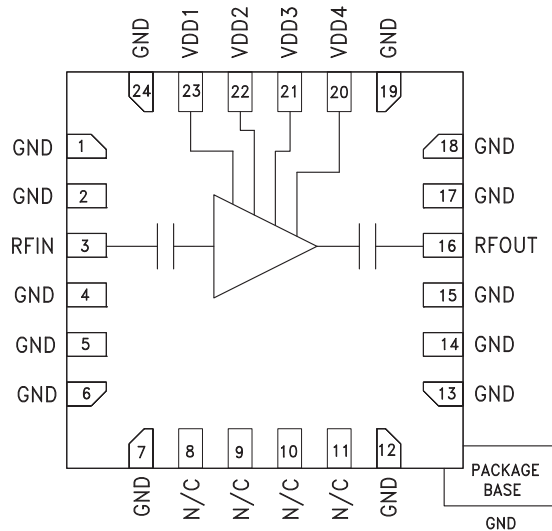 GND
VDD1
VDD2
VDD3
VDD4
GND
24
23
22
21
20
19
GND 1
18 GND
GND 2
17 GND
RFIN 3
16 RFOUT
GND 4
15 GND
GND 5
14 GND
GND 6
13 GND
7
8
9
10
11
12
GND
N/C
N/C
N/C
N/C
GND
PACKAGE
BASE
GND